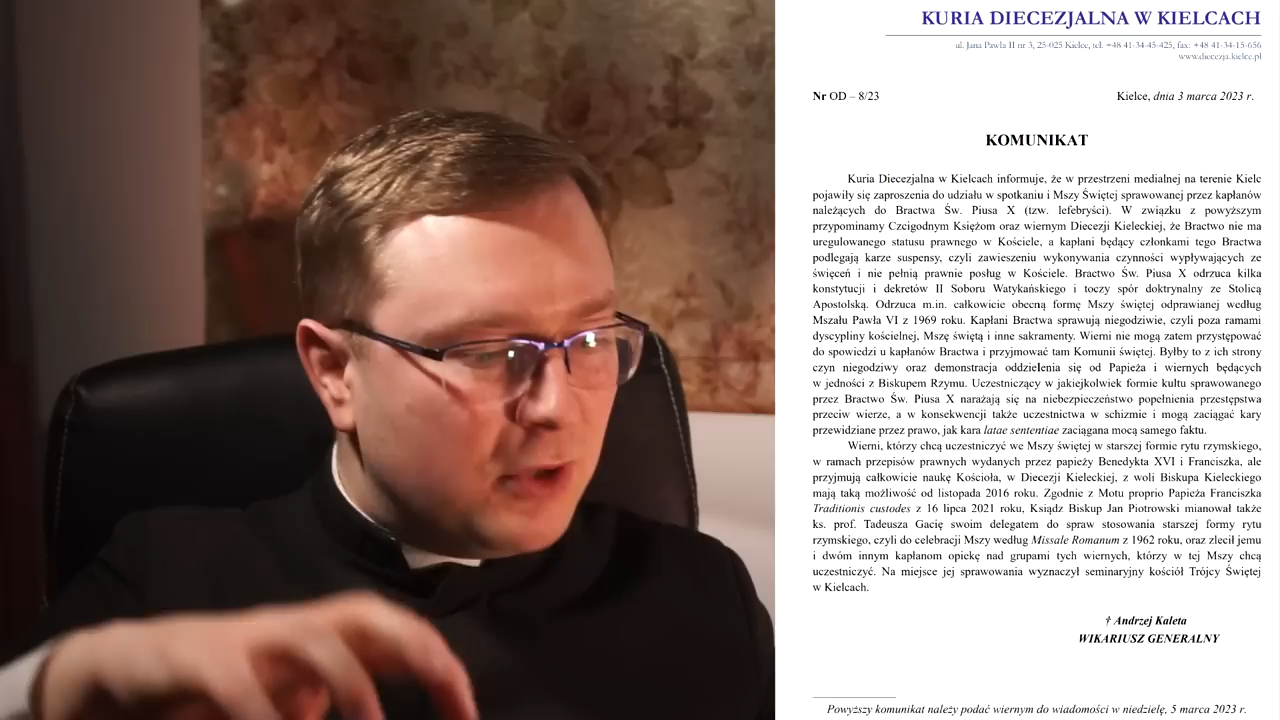 KURIA DIECEZJALNA W KIELCACH
ul. Jana Pawła II nr 3, 25-025 Kielce, tel. +48 41-34-45-425, fax: +48 41-34-15-656
www.diecezja.kielce.pl
Nr OD – 8/23 Kielce, dnia 3 marca 2023 r.
KOMUNIKAT
Kuria Diecezjalna w Kielcach informuje, że w przestrzeni medialnej na terenie Kielc
pojawiły się zaproszenia do udziału w spotkaniu i Mszy Świętej sprawowanej przez kapłanów
należących do Bractwa Św. Piusa X (tzw. lefebryści). W związku z powyższym
przypominamy Czcigodnym Księżom oraz wiernym Diecezji Kieleckiej, że Bractwo nie ma
uregulowanego statusu prawnego w Kościele, a kapłani będący członkami tego Bractwa
podlegają karze suspensy, czyli zawieszeniu wykonywania czynności wypływających ze
święceń i nie pełnią prawnie posług w Kościele. Bractwo Św. Piusa X odrzuca kilka
konstytucji i dekretów II Soboru Watykańskiego i toczy spór doktrynalny ze Stolicą
Apostolską. Odrzuca m.in. całkowicie obecną formę Mszy świętej odprawianej według
Mszału Pawła VI z 1969 roku. Kapłani Bractwa sprawują niegodziwie, czyli poza ramami
dyscypliny kościelnej, Mszę świętą i inne sakramenty. Wierni nie mogą zatem przystępować
do spowiedzi u kapłanów Bractwa i przyjmować tam Komunii świętej. Byłby to z ich strony
czyn niegodziwy oraz demonstracja oddzielenia się od Papieża i wiernych będących
w jedności z Biskupem Rzymu. Uczestniczący w jakiejkolwiek formie kultu sprawowanego
przez Bractwo Św. Piusa X narażają się na niebezpieczeństwo popełnienia przestępstwa
przeciw wierze, a w konsekwencji także uczestnictwa w schizmie i mogą zaciągać kary
przewidziane przez prawo, jak kara latae sententiae zaciągana mocą samego faktu.
Wierni, którzy chcą uczestniczyć we Mszy świętej w starszej formie rytu rzymskiego,
w ramach przepisów prawnych wydanych przez papieży Benedykta XVI i Franciszka, ale
przyjmują całkowicie naukę Kościoła, w Diecezji Kieleckiej, z woli Biskupa Kieleckiego
mają taką możliwość od listopada 2016 roku. Zgodnie z Motu proprio Papieża Franciszka
Traditionis custodes z 16 lipca 2021 roku, Ksiądz Biskup Jan Piotrowski mianował także
ks. prof. Tadeusza Gacię swoim delegatem do spraw stosowania starszej formy rytu
rzymskiego, czyli do celebracji Mszy według Missale Romanum z 1962 roku, oraz zlecił jemu
i dwóm innym kapłanom opiekę nad grupami tych wiernych, którzy w tej Mszy chcą
uczestniczyć. Na miejsce jej sprawowania wyznaczył seminaryjny kościół Trójcy Świętej
w Kielcach.
† Andrzej Kaleta
WIKARIUSZ GENERALNY
Powyższy komunikat należy podać wiernym do wiadomości w niedzielę, 5 marca 2023 r.